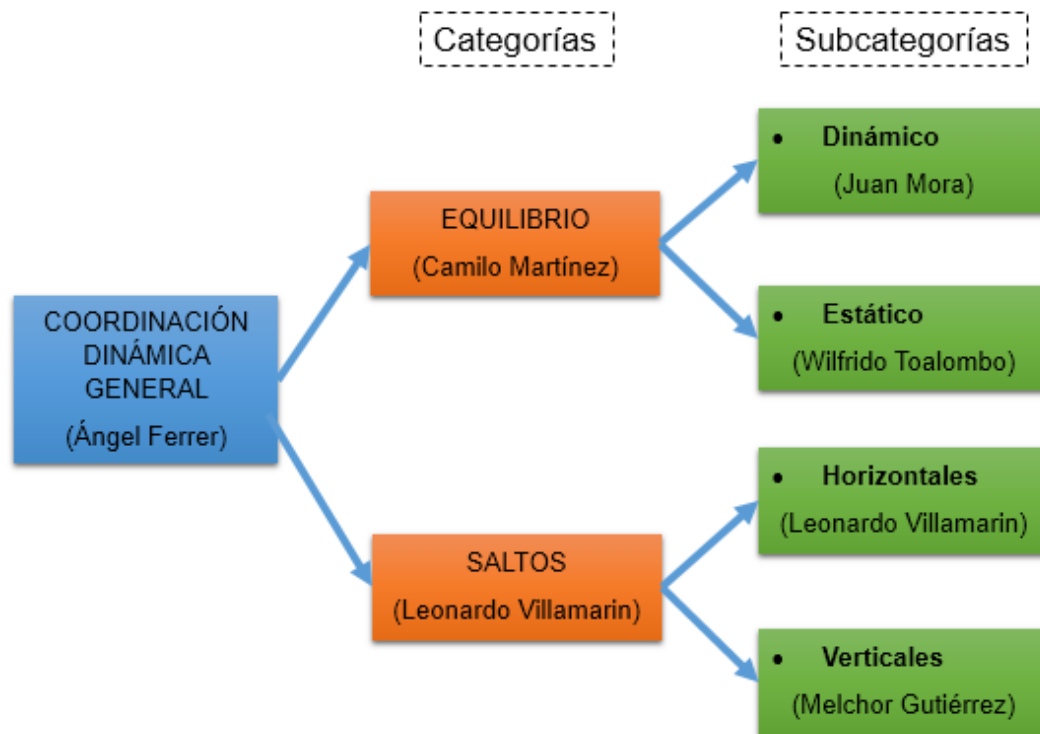 Categorías
Subcategorías
COORDINACIÓN
DINÁMICA
GENERAL
(Ángel Ferrer)
EQUILIBRIO
(Camilo Martínez)
• Dinámico
(Juan Mora)
• Estático
(Wilfrido Toalombo)
SALTOS
(Leonardo Villamarin)
• Horizontales
(Leonardo Villamarin)
• Verticales
(Melchor Gutiérrez)